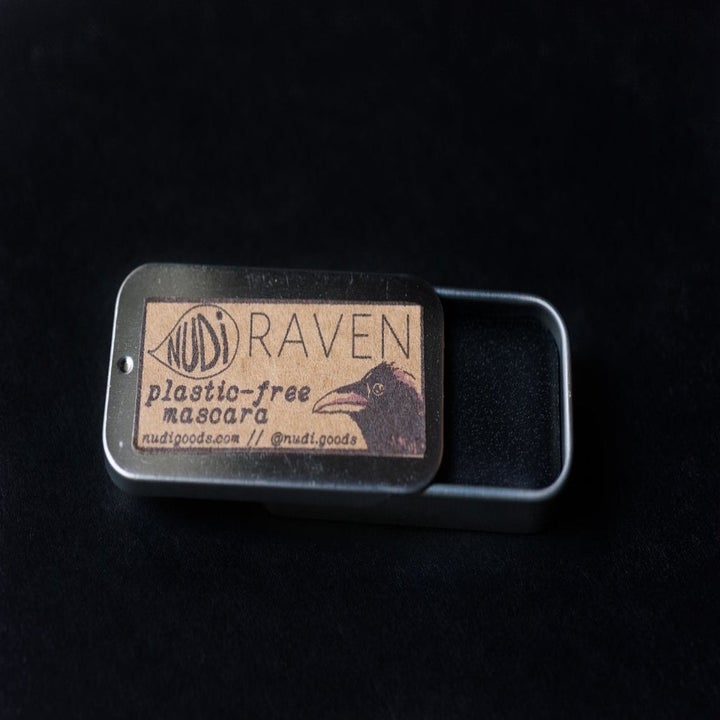 NUDi RAVEN
plastic-free
mascara
nudigoods.com // @nudi.goods